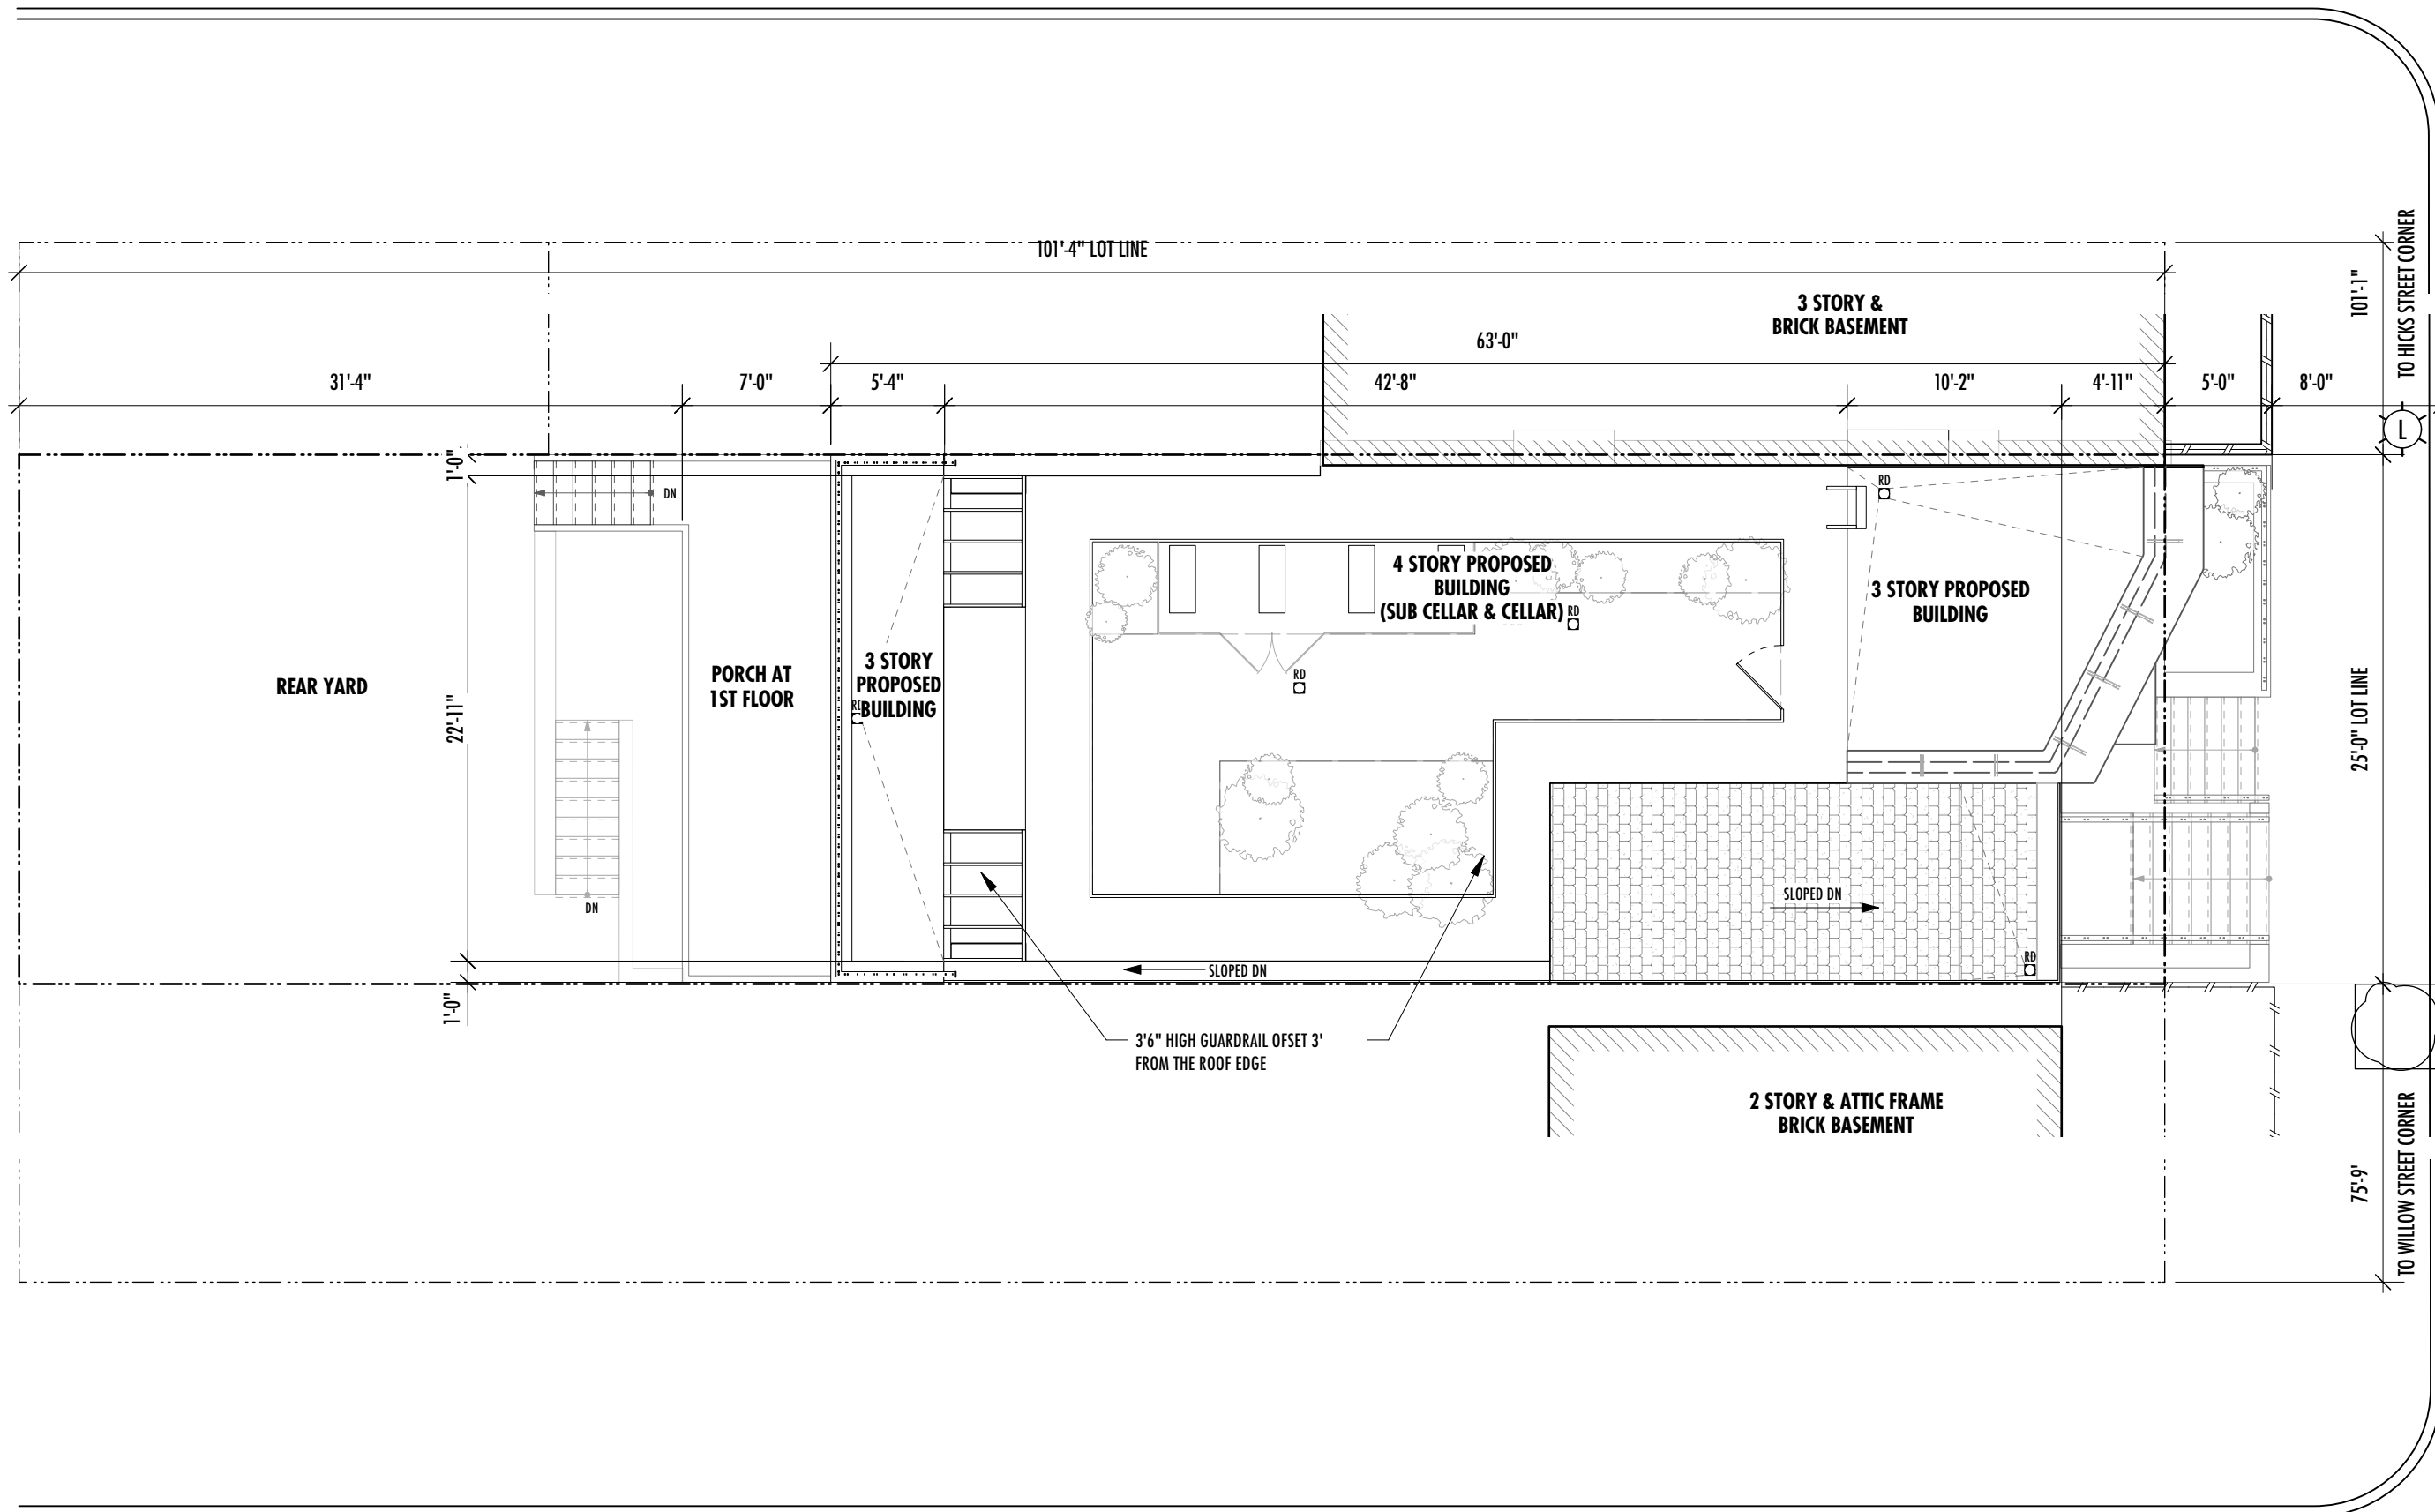 101'-4" LOT LINE
3 STORY &
BRICK BASEMENT
63'-0"
31'-4"
7'-0"
5'-4"
42'-8"
10'-2"
4'-11"
5'-0"
8'-0"
101'-1"
TO HICKS STREET CORNER
L
1'-0"
DN
RD
4 STORY PROPOSED
BUILDING
(SUB CELLAR & CELLAR)
RD
3 STORY PROPOSED
BUILDING
REAR YARD
PORCH AT
1ST FLOOR
3 STORY
PROPOSED
BUILDING
RD
22'-11"
25'-0" LOT LINE
DN
SLOPED DN
RD
SLOPED DN
1'-0"
3'6" HIGH GUARDRAIL OFSET 3'
FROM THE ROOF EDGE
2 STORY & ATTIC FRAME
BRICK BASEMENT
75'-9'
TO WILLOW STREET CORNER